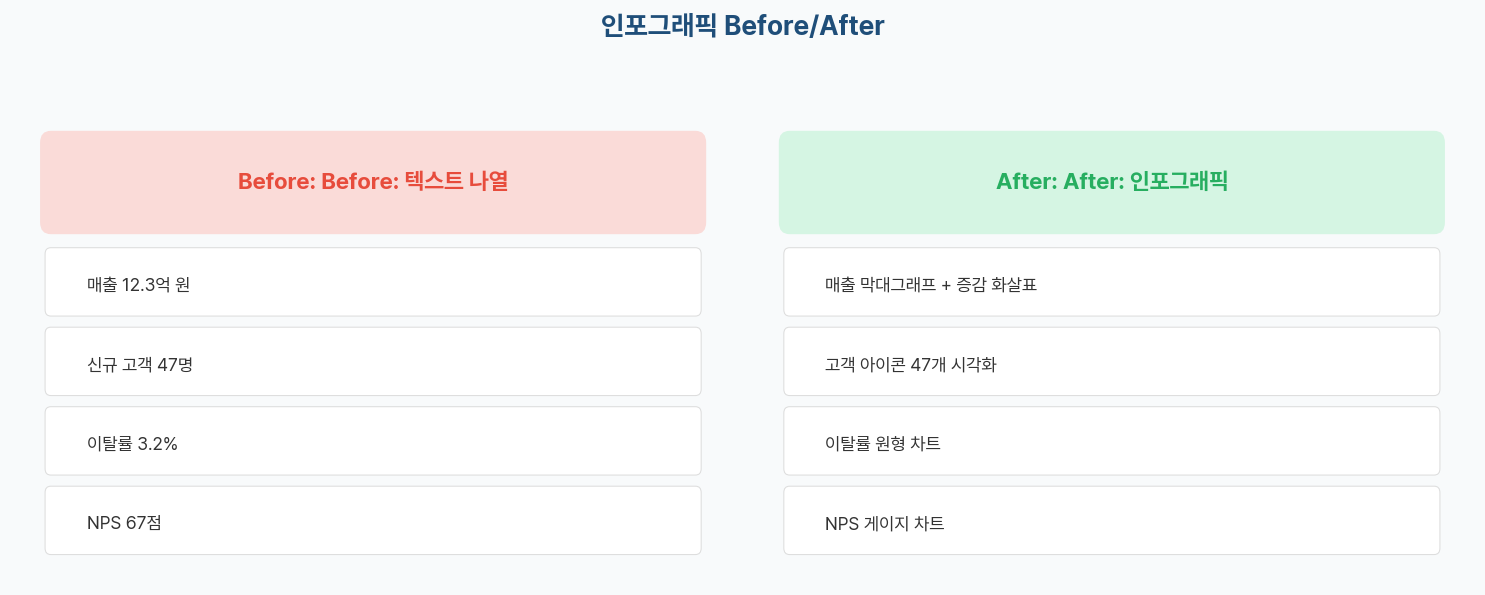 인포그래픽 Before/After
Before: Before: 텍스트 나열
매출 12.3억 원
신규 고객 47명
이탈률 3.2%
NPS 67점
After: After: 인포그래픽
매출 막대그래프 + 증감 화살표
고객 아이콘 47개 시각화
이탈률 원형 차트
NPS 게이지 차트